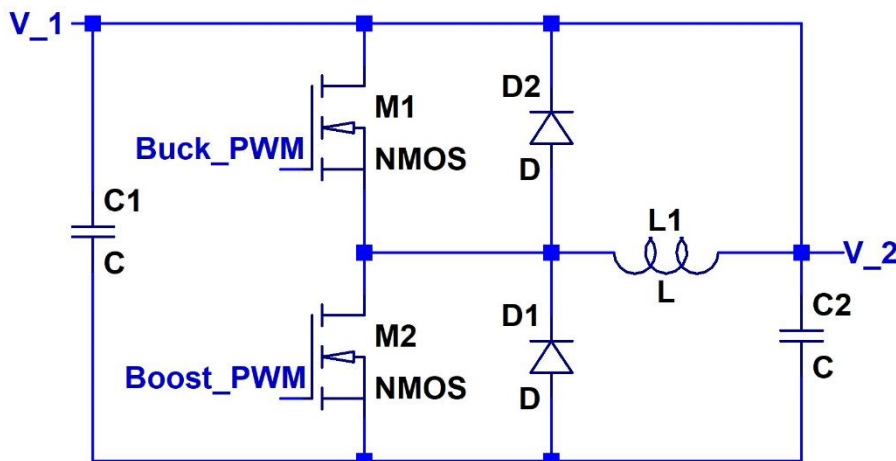 V_1
D2
M1
Buck_PWM
NMOS
D
C1
L1
C
V_2
L
D1
C2
M2
Boost_PWM
NMOS
D
C